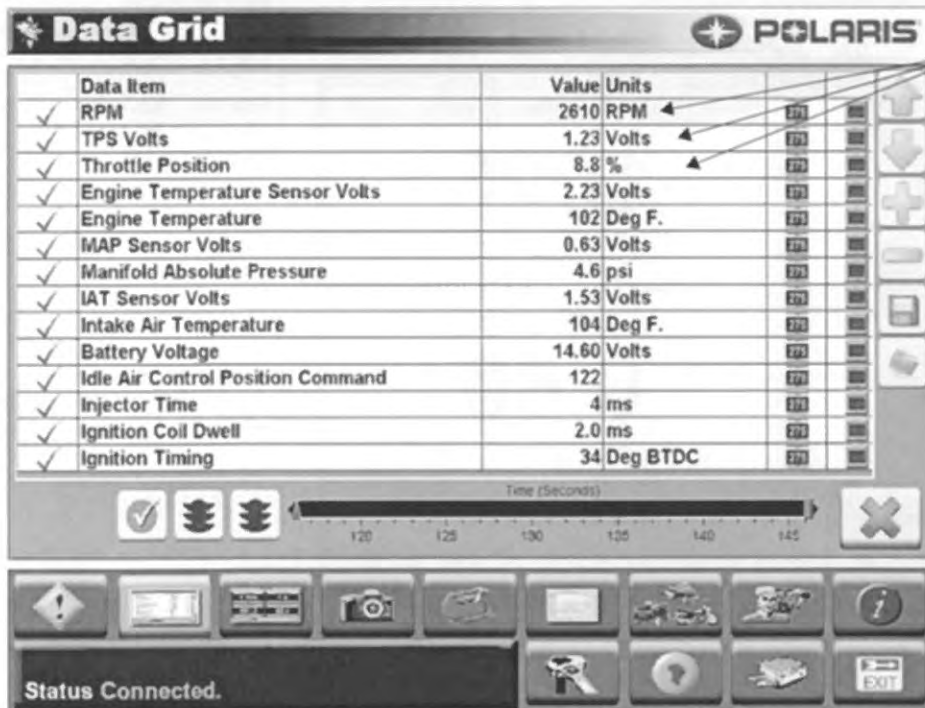 Data Grid
POLARIS
Data Item Value Units
RPM 2610 RPM
TPS Volts 1.23 Volts
Throttle Position 8.8 %
Engine Temperature Sensor Volts 2.23 Volts
Engine Temperature 102 Deg F.
MAP Sensor Volts 0.63 Volts
Manifold Absolute Pressure 4.6 psi
IAT Sensor Volts 1.53 Volts
Intake Air Temperature 104 Deg F.
Battery Voltage 14.60 Volts
Idle Air Control Position Command 122
Injector Time 4 ms
Ignition Coil Dwell 2.0 ms
Ignition Timing 34 Deg BTDC
Time (Seconds)
120 125 130 135 140 145
Status Connected.
EXIT